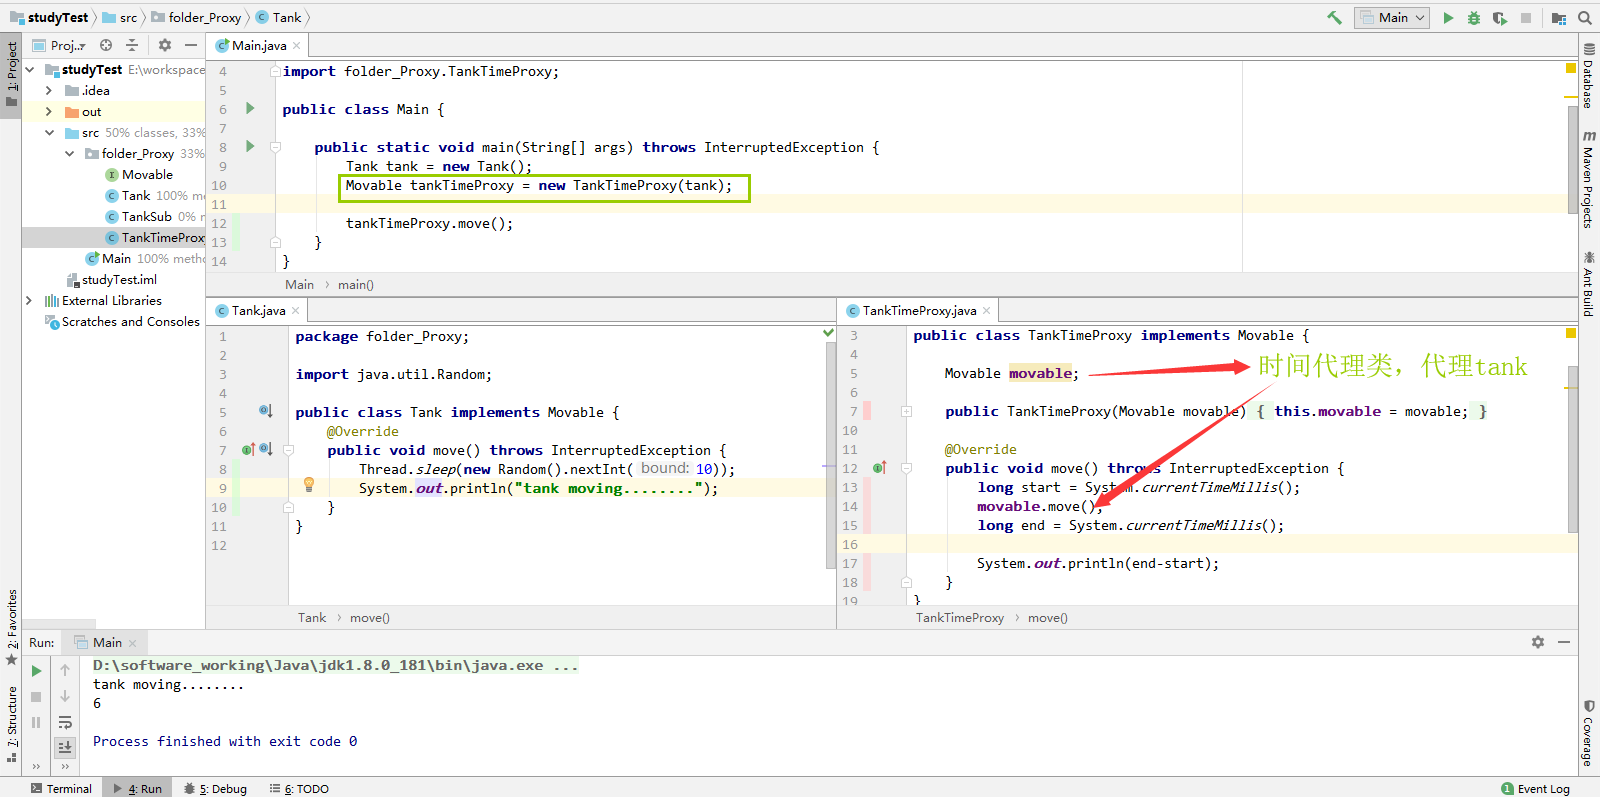 studyTest
src
folder_Proxy
Tank
Main
1: Project
Proj..
studyTest E:\workspace
.idea
out
src 50% classes, 33%
folder_Proxy 33%
Movable
Tank 100% m
TankSub 0% m
TankTimeProxy
Main 100% metho
studyTest.iml
External Libraries
Scratches and Consoles
Main.java
4 import folder_Proxy.TankTimeProxy;
5
6 public class Main {
7
8 public static void main(String[] args) throws InterruptedException {
9 Tank tank = new Tank();
10 Movable tankTimeProxy = new TankTimeProxy(tank);
11
12 tankTimeProxy.move();
13 }
14 }
Main › main()
Tank.java
1 package folder_Proxy;
2
3 import java.util.Random;
4
5 public class Tank implements Movable {
6 @Override
7 public void move() throws InterruptedException {
8 Thread.sleep(new Random().nextInt( bound: 10));
9 System.out.println("tank moving........");
10 }
11 }
12
Tank › move()
TankTimeProxy.java
3 public class TankTimeProxy implements Movable {
4
5 Movable movable;
时间代理类，代理tank
6
7 public TankTimeProxy(Movable movable) { this.movable = movable; }
10
11 @Override
12 public void move() throws InterruptedException {
13 long start = System.currentTimeMillis();
14 movable.move();
15 long end = System.currentTimeMillis();
16
17 System.out.println(end-start);
18 }
19 }
TankTimeProxy › move()
Database
Maven Projects
Ant Build
Coverage
2: Favorites
7: Structure
Run: Main
D:\software_working\Java\jdk1.8.0_181\bin\java.exe ...
tank moving........
6
Process finished with exit code 0
Terminal
4: Run
5: Debug
6: TODO
1 Event Log